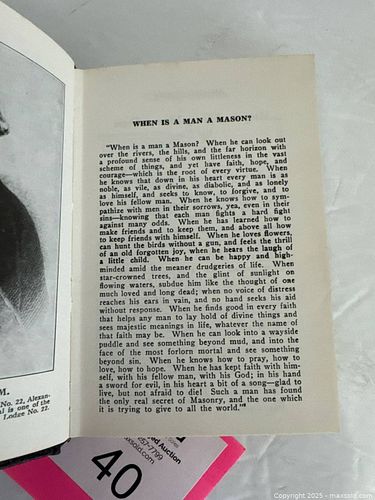 WHEN IS A MAN A MASON?
"When is a man a Mason? When he can look out
over the rivers, the hills, and the far horizon with
a profound sense of his own littleness in the vast
scheme of things, and yet have faith, hope, and
courage—which is the root of every virtue. When
he knows that down in his heart every man is as
noble, as vile, as divine, as diabolic, and as lonely
as himself, and seeks to know, to forgive, and to
love his fellow man. When he knows how to sym-
pathize with men in their sorrows, yea, even in their
sins—knowing that each man fights a hard fight
against many odds. When he has learned how to
make friends and to keep them, and above all how
to keep friends with himself. When he loves flowers,
can hunt the birds without a gun, and feels the thrill
of an old forgotten joy, when he hears the laugh of
a little child. When he can be happy and high-
minded amid the meaner drudgeries of life. When
star-crowned trees, and the glint of sunlight on
flowing waters, subdue him like the thought of one
much loved and long dead; when no voice of distress
reaches his ears in vain, and no hand seeks his aid
without response. When he finds good in every faith
that helps any man to lay hold of divine things and
sees majestic meanings in life, whatever the name of
that faith may be. When he can look into a wayside
puddle and see something beyond mud, and into the
face of the most forlorn mortal and see something
beyond sin. When he knows how to pray, how to
love, how to hope. When he has kept faith with him-
self, with his fellow man, with his God; in his hand
a sword for evil, in his heart a bit of a song—glad to
live, but not afraid to die! Such a man has found
the only real secret of Masonry, and the one which
it is trying to give to all the world."
M.
No. 22, Alexan-
al is one of the
Lodge No. 22.
Auction
857-7799
maxsold.com
40
Copyright 2025 - maxsold.com